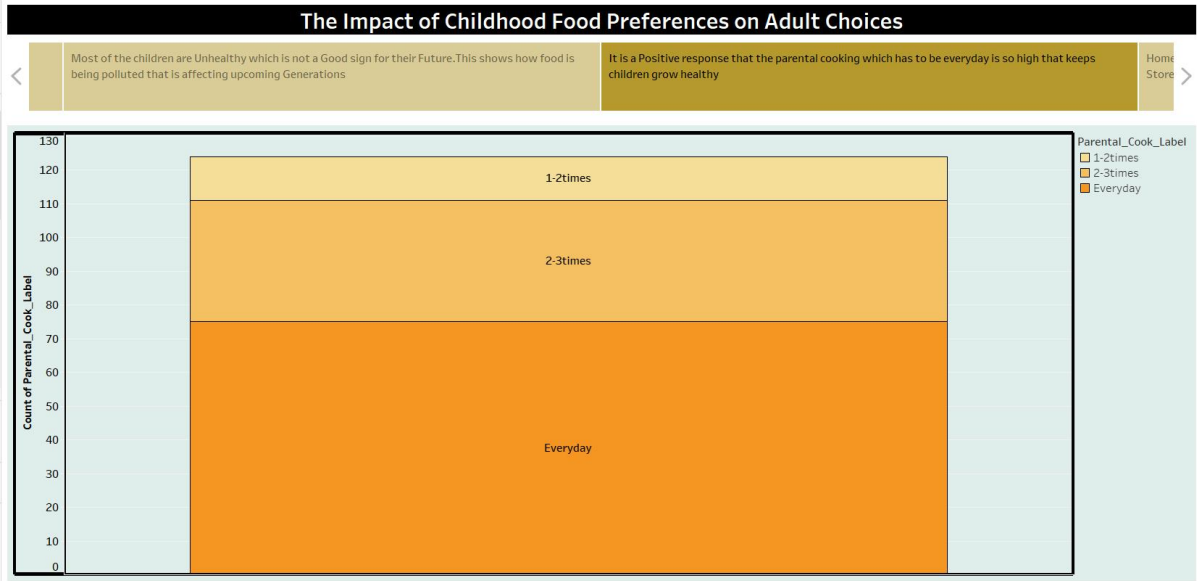 The Impact of Childhood Food Preferences on Adult Choices
Most of the children are Unhealthy which is not a Good sign for their Future.This shows how food is
being polluted that is affecting upcoming Generations
It is a Positive response that the parental cooking which has to be everyday is so high that keeps
children grow healthy
Home
Store
130
120
110
100
90
80
70
60
50
40
30
20
10
0
Count of Parental_Cook_Label
1-2times
2-3times
Everyday
Parental_Cook_Label
1-2times
2-3times
Everyday